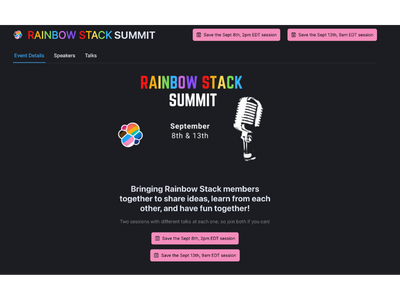 RAINBOW STACK SUMMIT
Save the Sept 8th, 2pm EDT session
Save the Sept 13th, 9am EDT session
Event Details
Speakers
Talks
RAINBOW STACK
SUMMIT
September
8th & 13th
Bringing Rainbow Stack members
together to share ideas, learn from each
other, and have fun together!
Two sessions with different talks at each one, so join both if you can!
Save the Sept 8th, 2pm EDT session
Save the Sept 13th, 9am EDT session